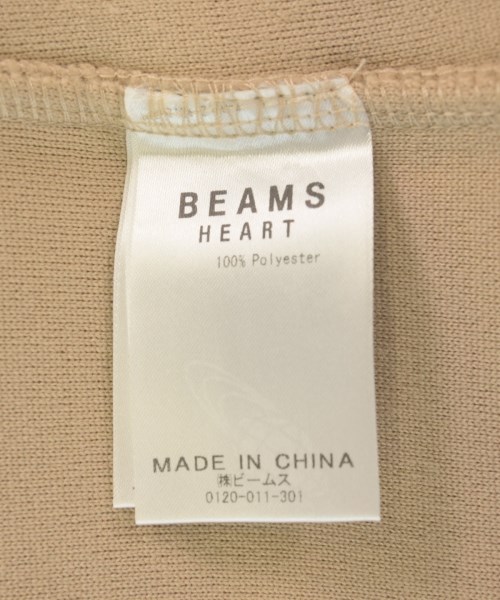 BEAMS
HEART
100% Polyester
MADE IN CHINA
㈱ビームス
0120-011-301